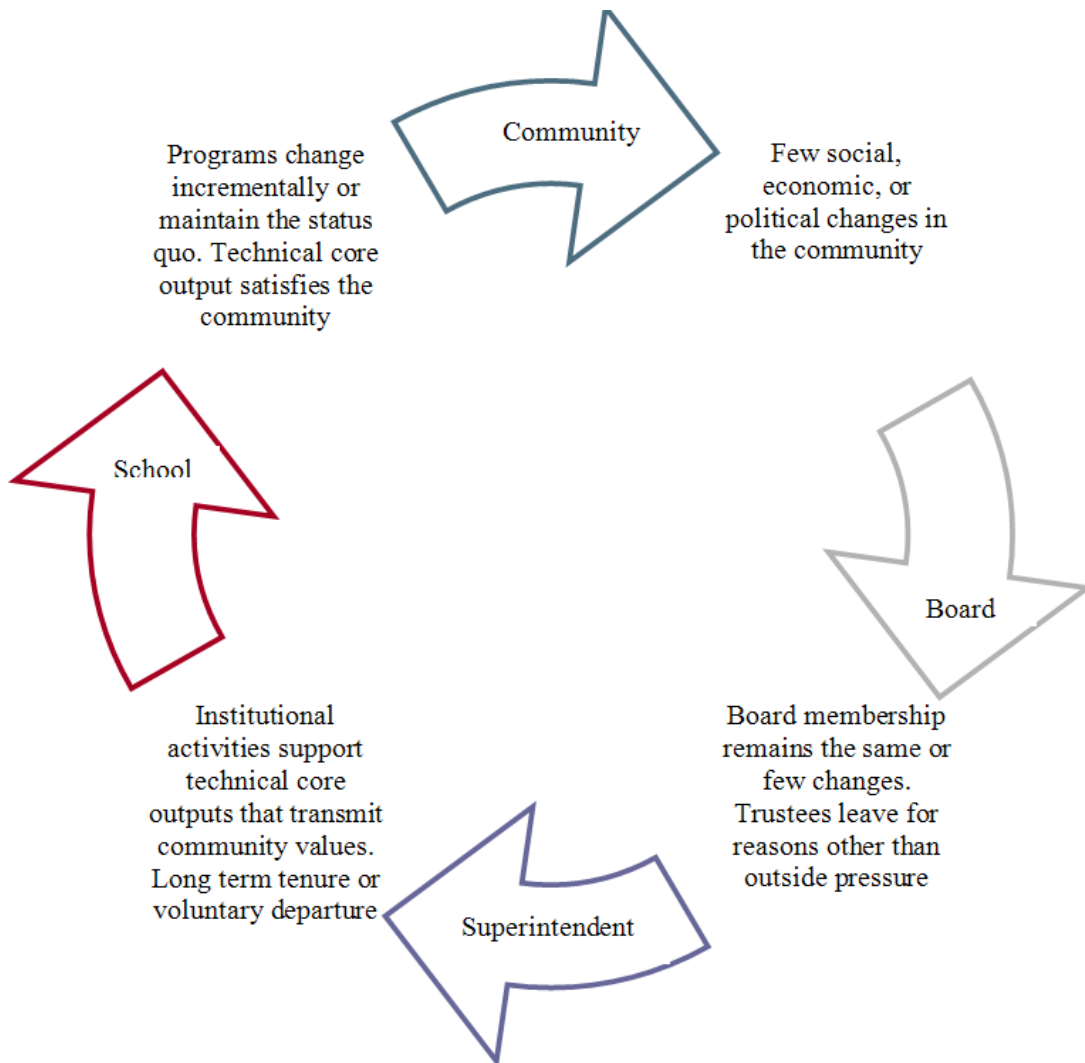 Community
Few social,
economic, or
political changes in
the community
Board
Board membership
remains the same or
few changes.
Trustees leave for
reasons other than
outside pressure
Superintendent
Institutional
activities support
technical core
outputs that transmit
community values.
Long term tenure or
voluntary departure
School
Programs change
incrementally or
maintain the status
quo. Technical core
output satisfies the
community